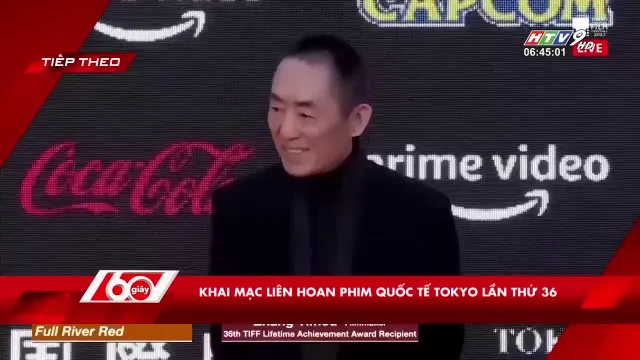 CAPCOM
HTV9
HD
06:45:01
LIVE
TIẾP THEO
Coca-Cola
prime video
60
giây
KHAI MẠC LIÊN HOAN PHIM QUỐC TẾ TOKYO LẦN THỨ 36
Full River Red
36th TIFF Lifetime Achievement Award Recipient